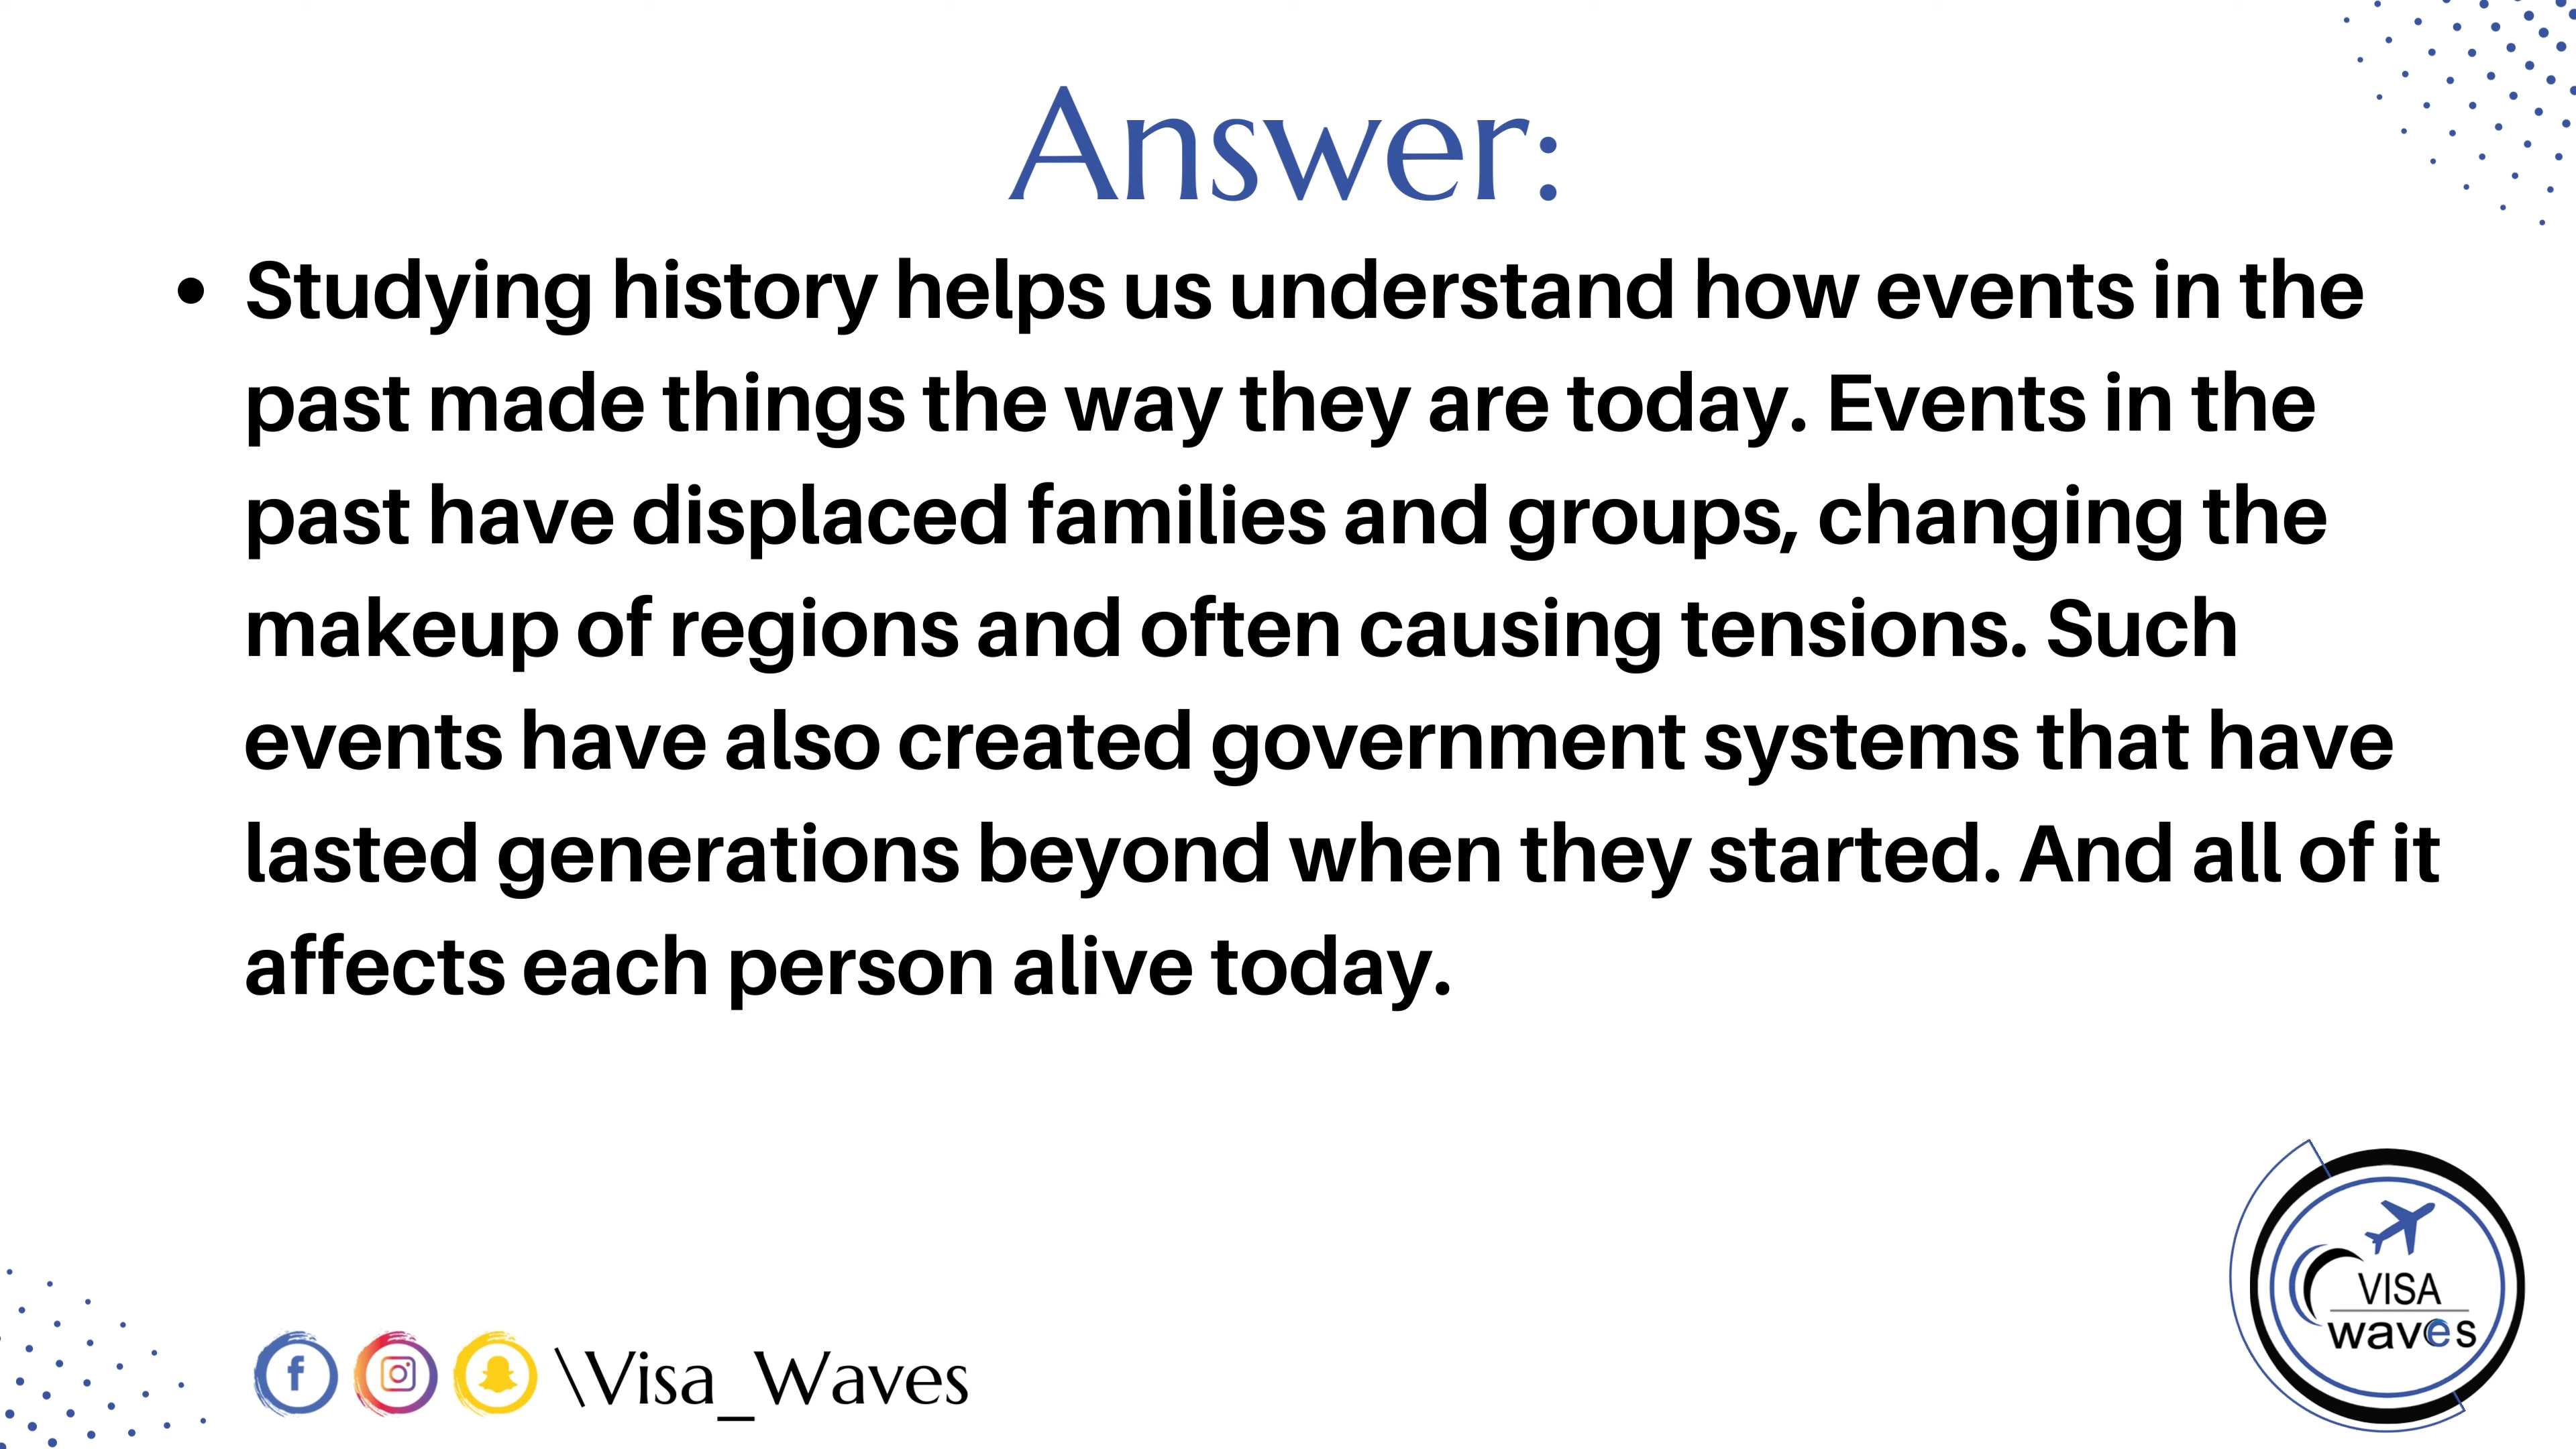 Answer:
• Studying history helps us understand how events in the
past made things the way they are today. Events in the
past have displaced families and groups, changing the
makeup of regions and often causing tensions. Such
events have also created government systems that have
lasted generations beyond when they started. And all of it
affects each person alive today.
\Visa_Waves
VISA
waves